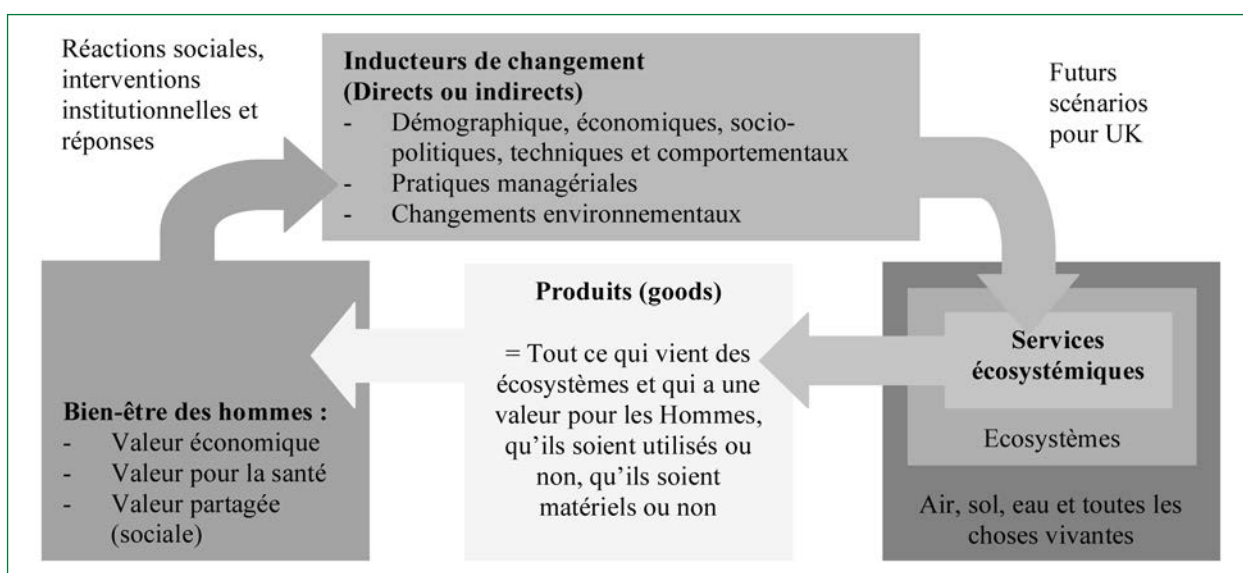 Réactions sociales,
interventions
institutionnelles et
réponses
Inducteurs de changement
(Directs ou indirects)
- Démographique, économiques, socio-
politiques, techniques et comportementaux
- Pratiques managériales
- Changements environnementaux
Futurs
scénarios
pour UK
Bien-être des hommes :
- Valeur économique
- Valeur pour la santé
- Valeur partagée
(sociale)
Produits (goods)
= Tout ce qui vient des
écosystèmes et qui a une
valeur pour les Hommes,
qu’ils soient utilisés ou
non, qu’ils soient
matériels ou non
Services
écosystémiques
Ecosystèmes
Air, sol, eau et toutes les
choses vivantes